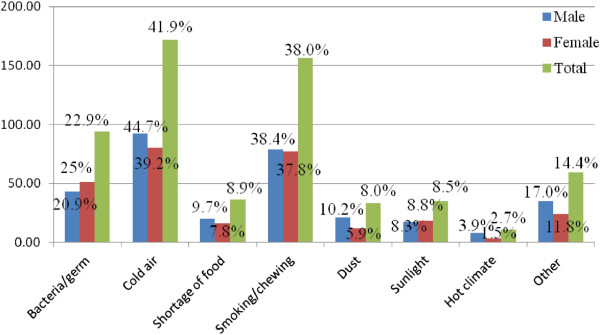 200.00
150.00
100.00
50.00
0.00
20.9%
25%
22.9%
44.7%
39.2%
41.9%
9.7%
7.8%
8.9%
38.4%
37.8%
38.0%
10.2%
5.9%
8.0%
8.3%
8.8%
8.5%
3.9%
1.5%
2.7%
17.0%
11.8%
14.4%
Male
Female
Total
Bacteria/germ
Cold air
Shortage of food
Smoking/chewing
Dust
Sunlight
Hot climate
Other